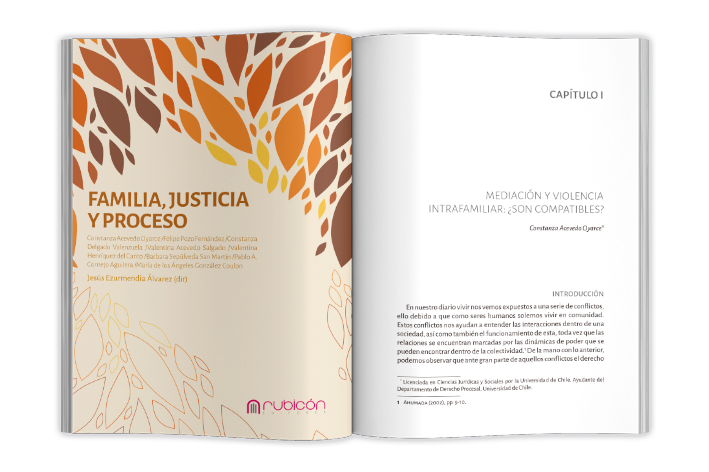 FAMILIA, JUSTICIA
Y PROCESO
Constanza Acevedo Oyarce /Felipe Pozo Fernández /Constanza
Delgado Valenzuela /Valentina Acevedo Salgado /Valentina
Henríquez del Canto /Barbara Sepúlveda San Martín /Pablo A.
Cornejo Aguilera /María de los Ángeles González Coulon
Jesús Ezurmendia Álvarez (dir)
rubicón
CAPÍTULO I
MEDIACIÓN Y VIOLENCIA
INTRAFAMILIAR: ¿SON COMPATIBLES?
Constanza Acevedo Oyarce*
INTRODUCCIÓN
En nuestro diario vivir nos vemos expuestos a una serie de conflictos,
ello debido a que como seres humanos solemos vivir en comunidad.
Estos conflictos nos ayudan a entender las interacciones dentro de una
sociedad, así como también el funcionamiento de esta, toda vez que las
relaciones se encuentran marcadas por las dinámicas de poder que se
pueden encontrar dentro de la colectividad.¹ De la mano con lo anterior,
podemos observar que ante gran parte de aquellos conflictos el derecho
* Licenciada en Ciencias Jurídicas y Sociales por la Universidad de Chile. Ayudante del
Departamento de Derecho Procesal, Universidad de Chile.
1 Ahumada (2002), pp. 9-10.